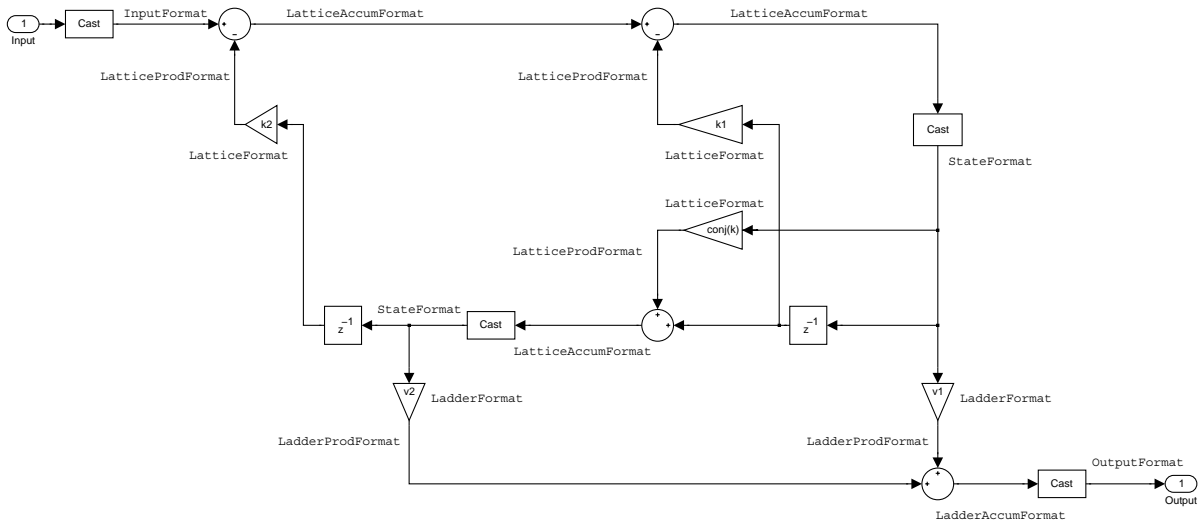 InputFormat
LatticeAccumFormat
LatticeAccumFormat
1
Cast
+
−
+
−
Input
LatticeProdFormat
LatticeProdFormat
k2
k1
Cast
LatticeFormat
LatticeFormat
StateFormat
LatticeFormat
conj(k)
LatticeProdFormat
StateFormat
+
+
z−1
Cast
z−1
LatticeAccumFormat
v2
v1
LadderFormat
LadderFormat
LadderProdFormat
LadderProdFormat
OutputFormat
+
+
Cast
1
Output
LadderAccumFormat